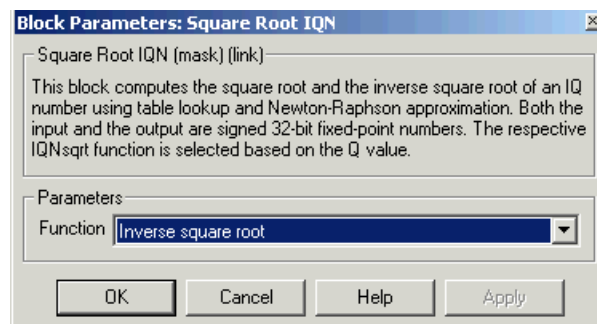 Block Parameters: Square Root IQN
Square Root IQN (mask) (link)
This block computes the square root and the inverse square root of an IQ
number using table lookup and Newton-Raphson approximation. Both the
input and the output are signed 32-bit fixed-point numbers. The respective
IQNsqrt function is selected based on the Q value.
Parameters
Function Inverse square root
OK Cancel Help Apply